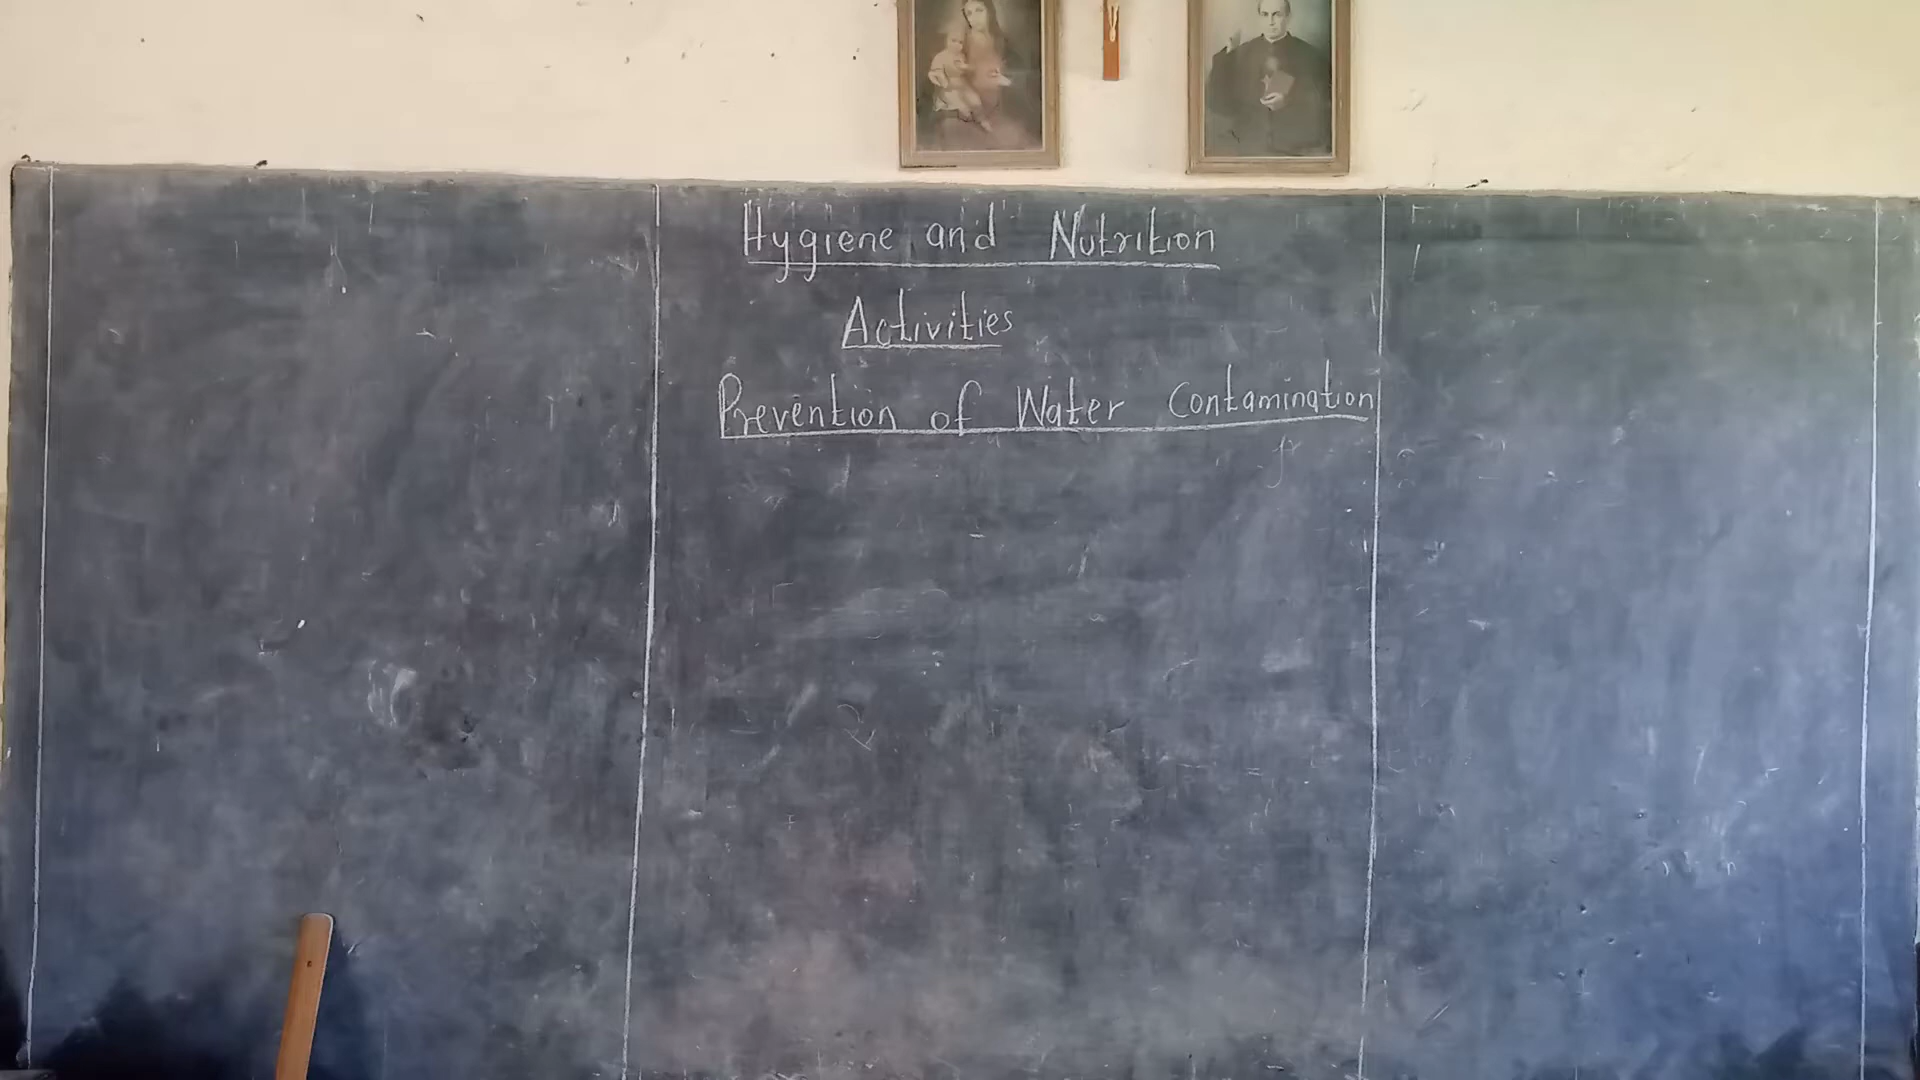 Hygiene and Nutrition
Activities
Prevention of Water Contamination